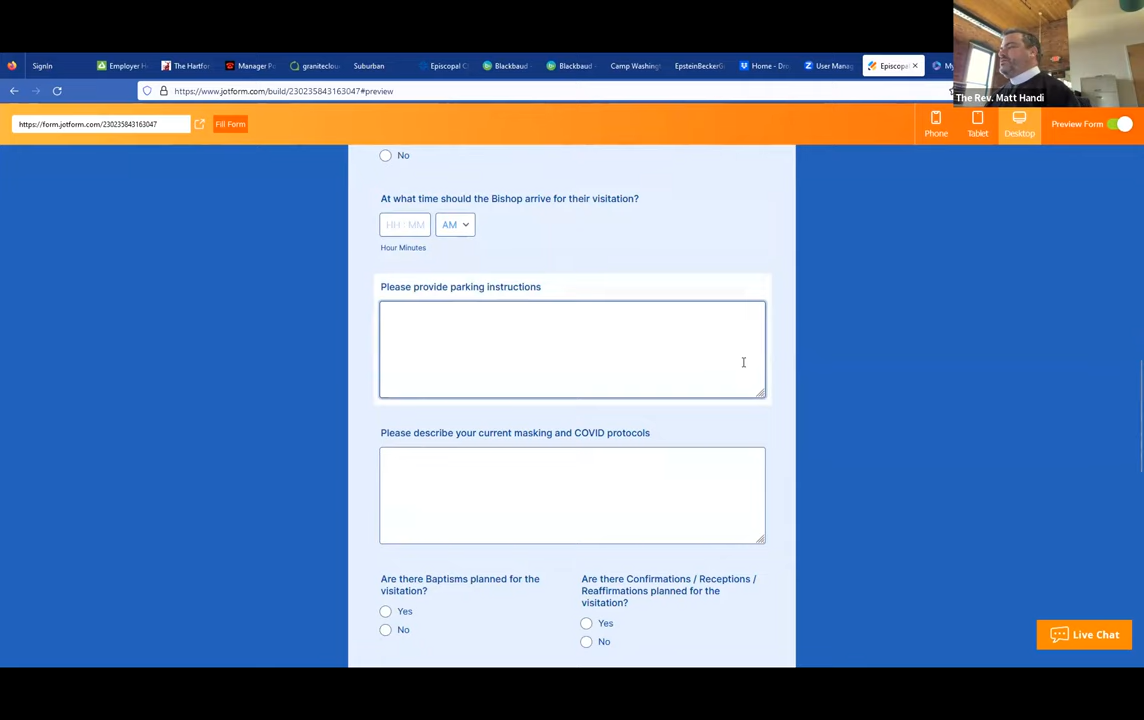 The Rev. Matt Handi
SignIn
Employer H
The Hartfor
Manager Po
graniteclou
Suburban
Episcopal C
Blackbaud
Blackbaud
Camp Washing
EpsteinBeckerG
Home - Dr
User Manag
Episcopal
My
https://www.jotform.com/build/230235843163047#preview
https://form.jotform.com/230235843163047
Fill Form
Phone
Tablet
Desktop
Preview Form
No
At what time should the Bishop arrive for their visitation?
HH : MM
AM
Hour Minutes
Please provide parking instructions
Please describe your current masking and COVID protocols
Are there Baptisms planned for the
visitation?
Yes
No
Are there Confirmations / Receptions /
Reaffirmations planned for the
visitation?
Yes
No
Live Chat